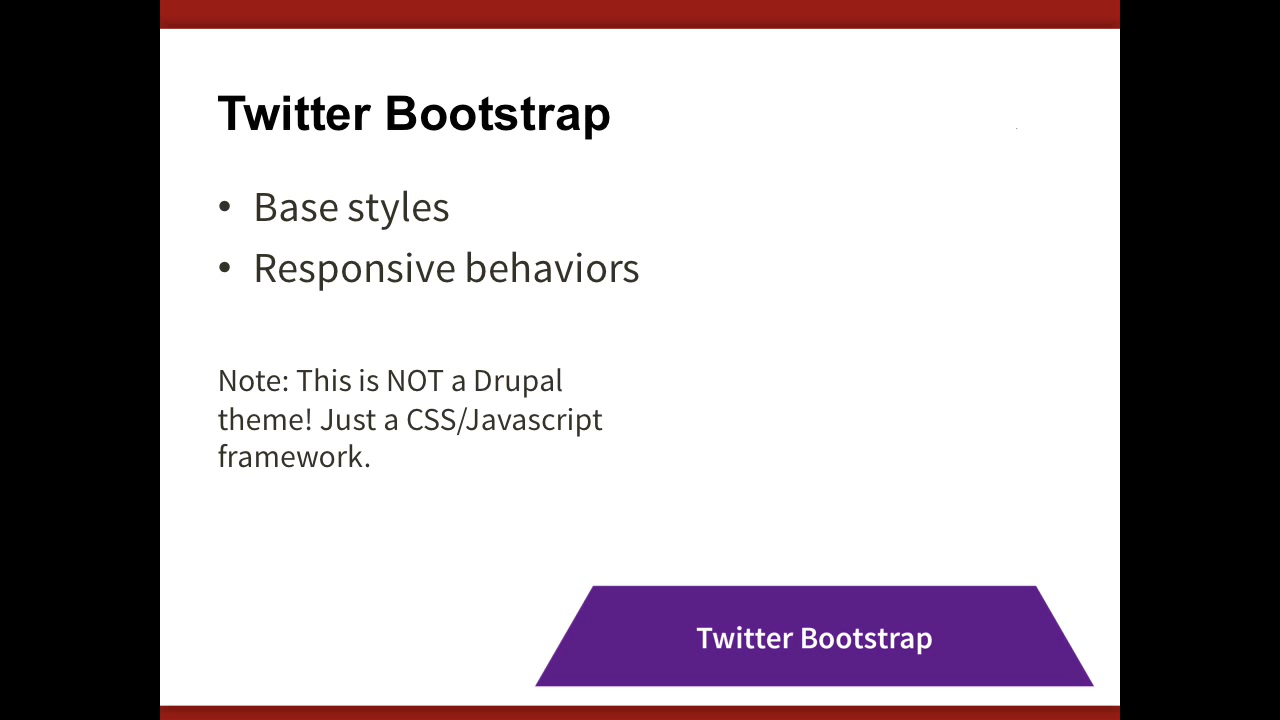 Twitter Bootstrap
• Base styles
• Responsive behaviors
Note: This is NOT a Drupal
theme! Just a CSS/Javascript
framework.
Twitter Bootstrap